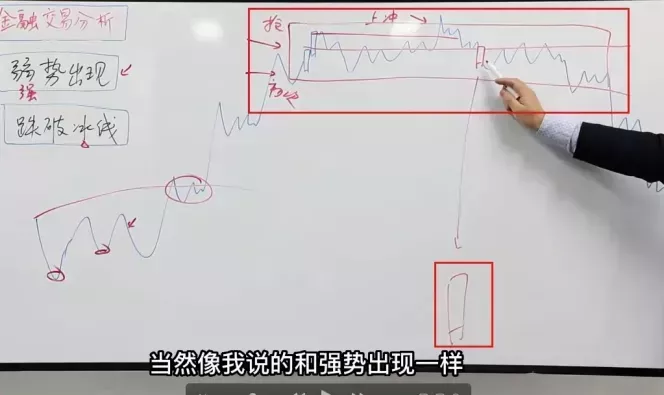 金融交易分析
抢
上冲
弱势出现
强
跌破冰线
当然像我说的和强势出现一样